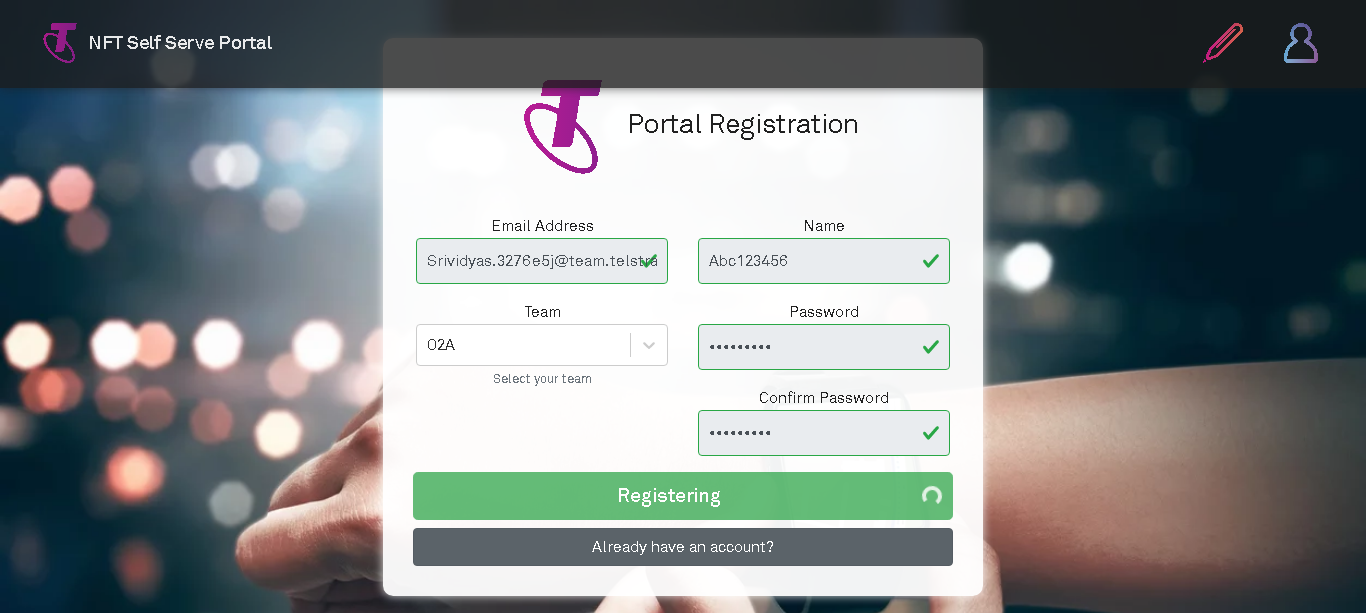 NFT Self Serve Portal
Portal Registration
Email Address
Name
Srividyas.3276e5j@team.telstra
Abc123456
Team
Password
O2A
•••••••••
Select your team
Confirm Password
•••••••••
Registering
Already have an account?